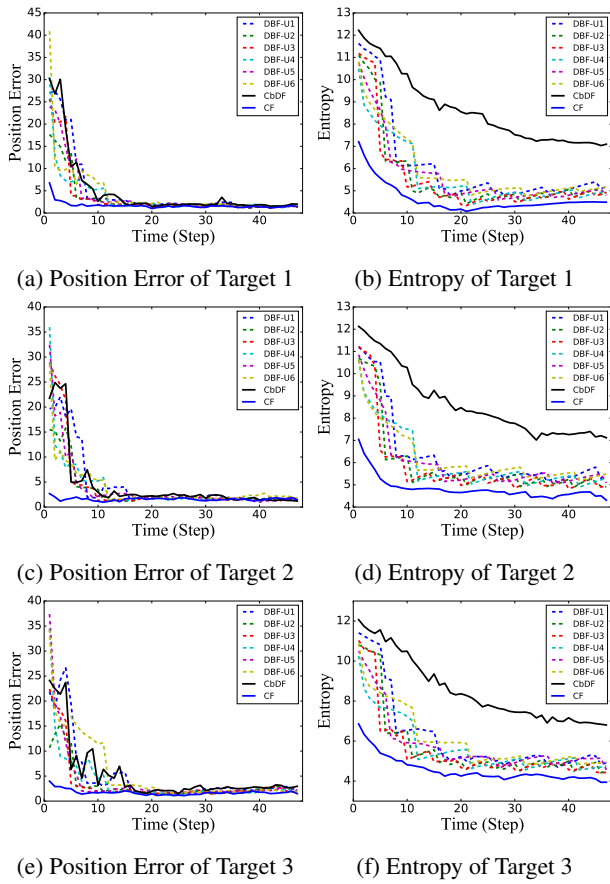 45
40
35
30
25
20
15
10
5
0
0 10 20 30 40
Position Error
Time (Step)
DBF-U1
DBF-U2
DBF-U3
DBF-U4
DBF-U5
DBF-U6
CbDF
CF
13
12
11
10
9
8
7
6
5
4
0 10 20 30 40
Entropy
Time (Step)
DBF-U1
DBF-U2
DBF-U3
DBF-U4
DBF-U5
DBF-U6
CbDF
CF
(a) Position Error of Target 1
(b) Entropy of Target 1
40
35
30
25
20
15
10
5
0
0 10 20 30 40
Position Error
Time (Step)
DBF-U1
DBF-U2
DBF-U3
DBF-U4
DBF-U5
DBF-U6
CbDF
CF
13
12
11
10
9
8
7
6
5
4
0 10 20 30 40
Entropy
Time (Step)
DBF-U1
DBF-U2
DBF-U3
DBF-U4
DBF-U5
DBF-U6
CbDF
CF
(c) Position Error of Target 2
(d) Entropy of Target 2
40
35
30
25
20
15
10
5
0
0 10 20 30 40
Position Error
Time (Step)
DBF-U1
DBF-U2
DBF-U3
DBF-U4
DBF-U5
DBF-U6
CbDF
CF
12
10
8
6
4
0 10 20 30 40
Entropy
Time (Step)
DBF-U1
DBF-U2
DBF-U3
DBF-U4
DBF-U5
DBF-U6
CbDF
CF
(e) Position Error of Target 3
(f) Entropy of Target 3